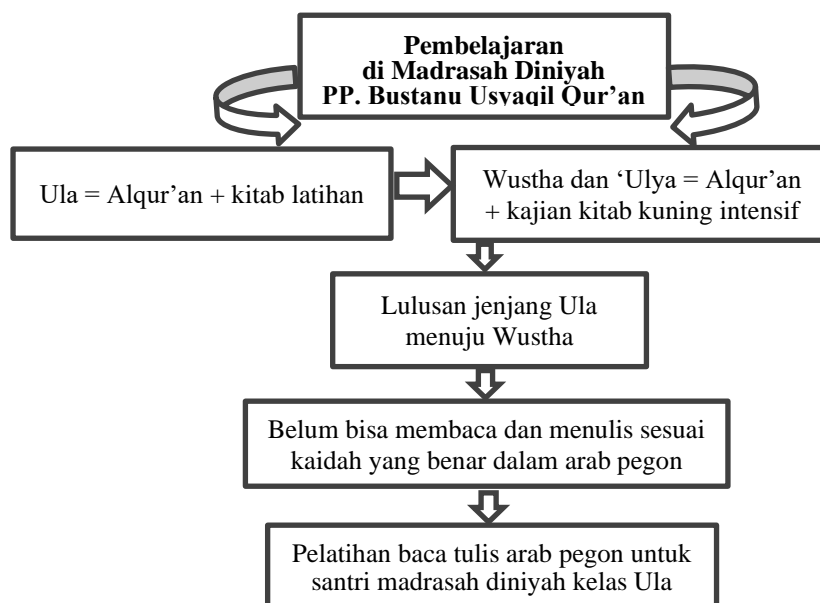 Pembelajaran
di Madrasah Diniyah
PP. Bustanu Usyaqil Qur’an
Ula = Alqur’an + kitab latihan
Wustha dan ‘Ulya = Alqur’an
+ kajian kitab kuning intensif
Lulusan jenjang Ula
menuju Wustha
Belum bisa membaca dan menulis sesuai
kaidah yang benar dalam arab pegon
Pelatihan baca tulis arab pegon untuk
santri madrasah diniyah kelas Ula